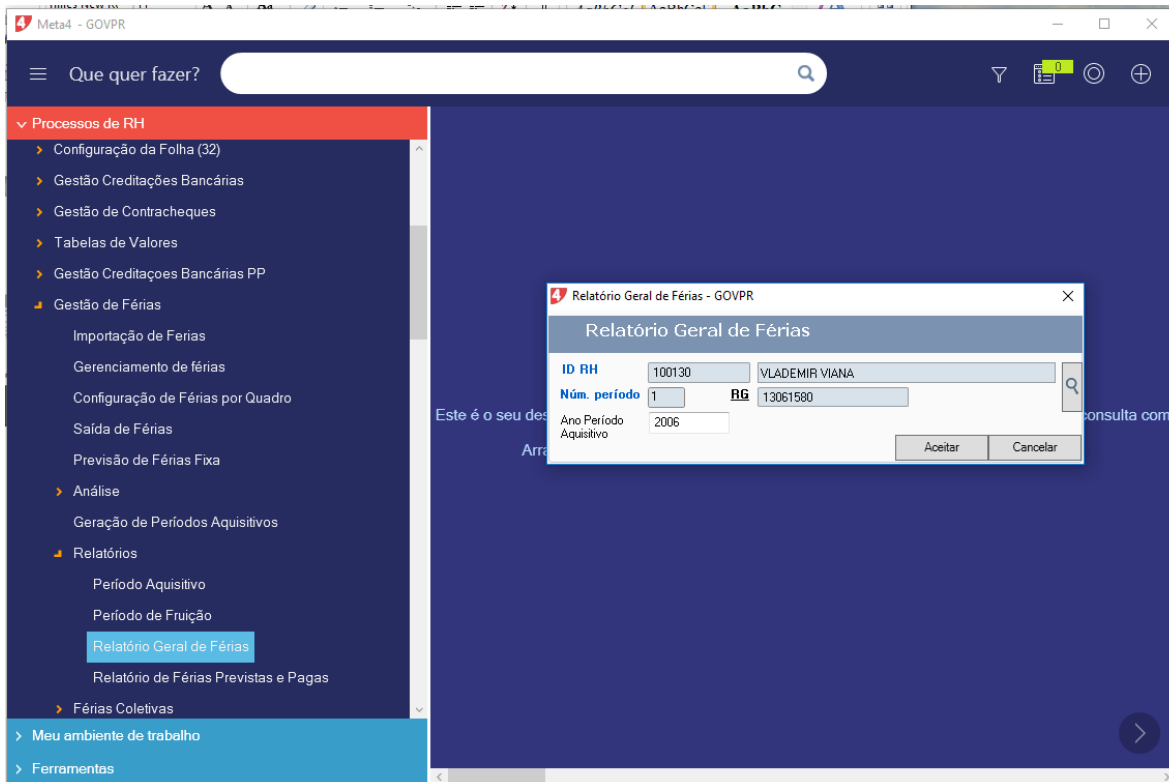 Meta4 - GOVPR
Que quer fazer?
0
Processos de RH
Configuração da Folha (32)
Gestão Creditações Bancárias
Gestão de Contracheques
Tabelas de Valores
Gestão Creditaçoes Bancárias PP
Gestão de Férias
Importação de Ferias
Gerenciamento de férias
Configuração de Férias por Quadro
Saída de Férias
Previsão de Férias Fixa
Análise
Geração de Períodos Aquisitivos
Relatórios
Período Aquisitivo
Período de Fruição
Relatório Geral de Férias
Relatório de Férias Previstas e Pagas
Férias Coletivas
Meu ambiente de trabalho
Ferramentas
Este é o seu des
consulta com
Arra
4 Relatório Geral de Férias - GOVPR
Relatório Geral de Férias
ID RH 100130 VLADEMIR VIANA
Núm. período 1 RG 13061580
Ano Período Aquisitivo 2006
Aceitar Cancelar